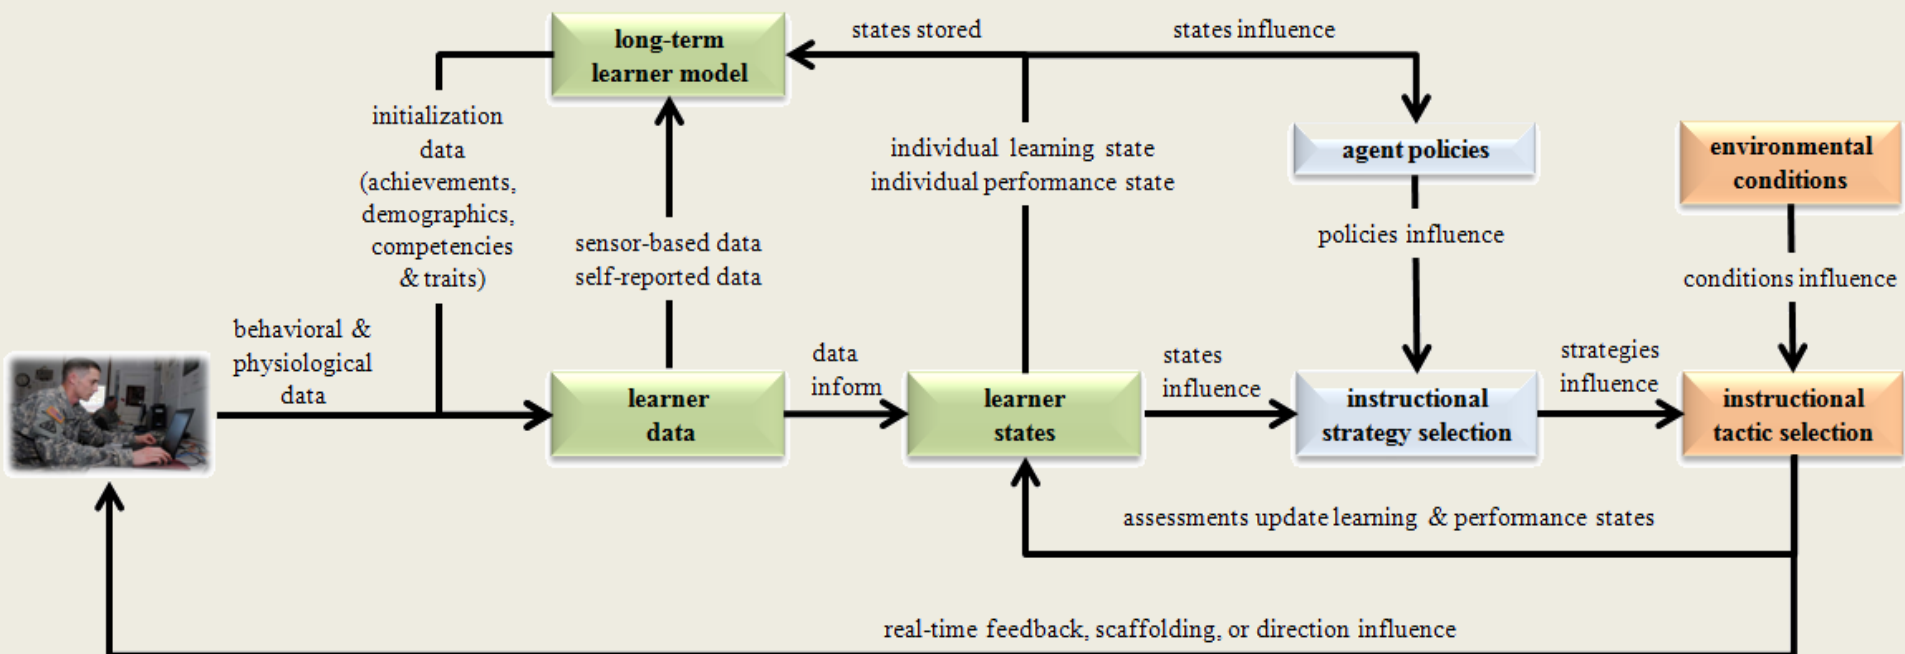 long-term
learner model
states stored
states influence
initialization
data
(achievements,
demographics,
competencies
& traits)
sensor-based data
self-reported data
individual learning state
individual performance state
agent policies
environmental
conditions
policies influence
conditions influence
behavioral &
physiological
data
learner
data
data
inform
learner
states
states
influence
instructional
strategy selection
strategies
influence
instructional
tactic selection
assessments update learning & performance states
real-time feedback, scaffolding, or direction influence